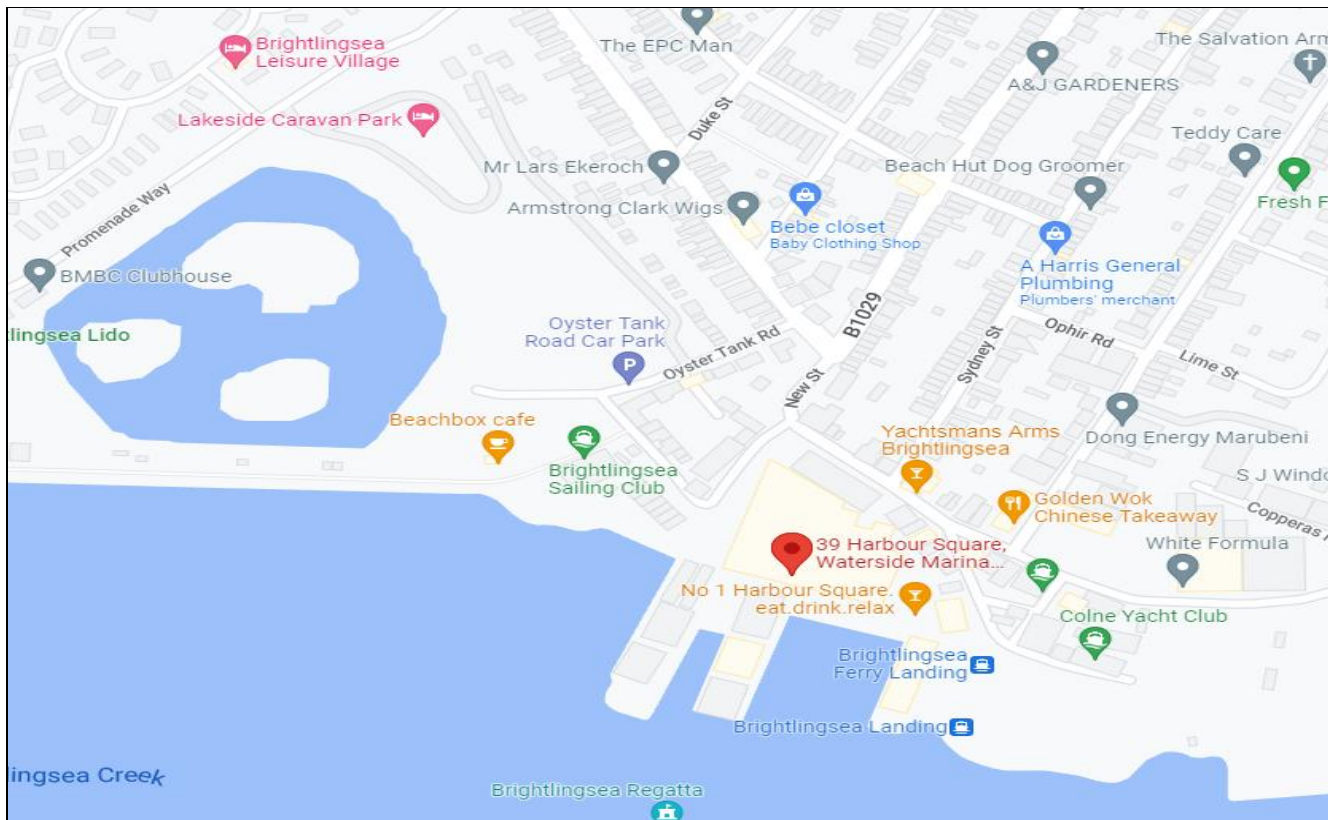 Brightlingsea
Leisure Village
The EPC Man
The Salvation Arm
A&J GARDENERS
Lakeside Caravan Park
Duke St
Teddy Care
Mr Lars Ekeroch
Beach Hut Dog Groomer
Armstrong Clark Wigs
Fresh F
Promenade Way
Bebe closet
Baby Clothing Shop
BMBC Clubhouse
A Harris General
Plumbing
Plumbers' merchant
B1029
tlingsea Lido
Oyster Tank
Road Car Park
P
Oyster Tank Rd
Ophir Rd
Sydney St
Lime St
New St
Beachbox cafe
Yachtsmans Arms
Brightlingsea
Dong Energy Marubeni
Brightlingsea
Sailing Club
S J Windo
Golden Wok
Chinese Takeaway
Copperas
39 Harbour Square,
Waterside Marina...
White Formula
No 1 Harbour Square.
eat.drink.relax
Colne Yacht Club
Brightlingsea
Ferry Landing
Brightlingsea Landing
lingsea Creek
Brightlingsea Regatta